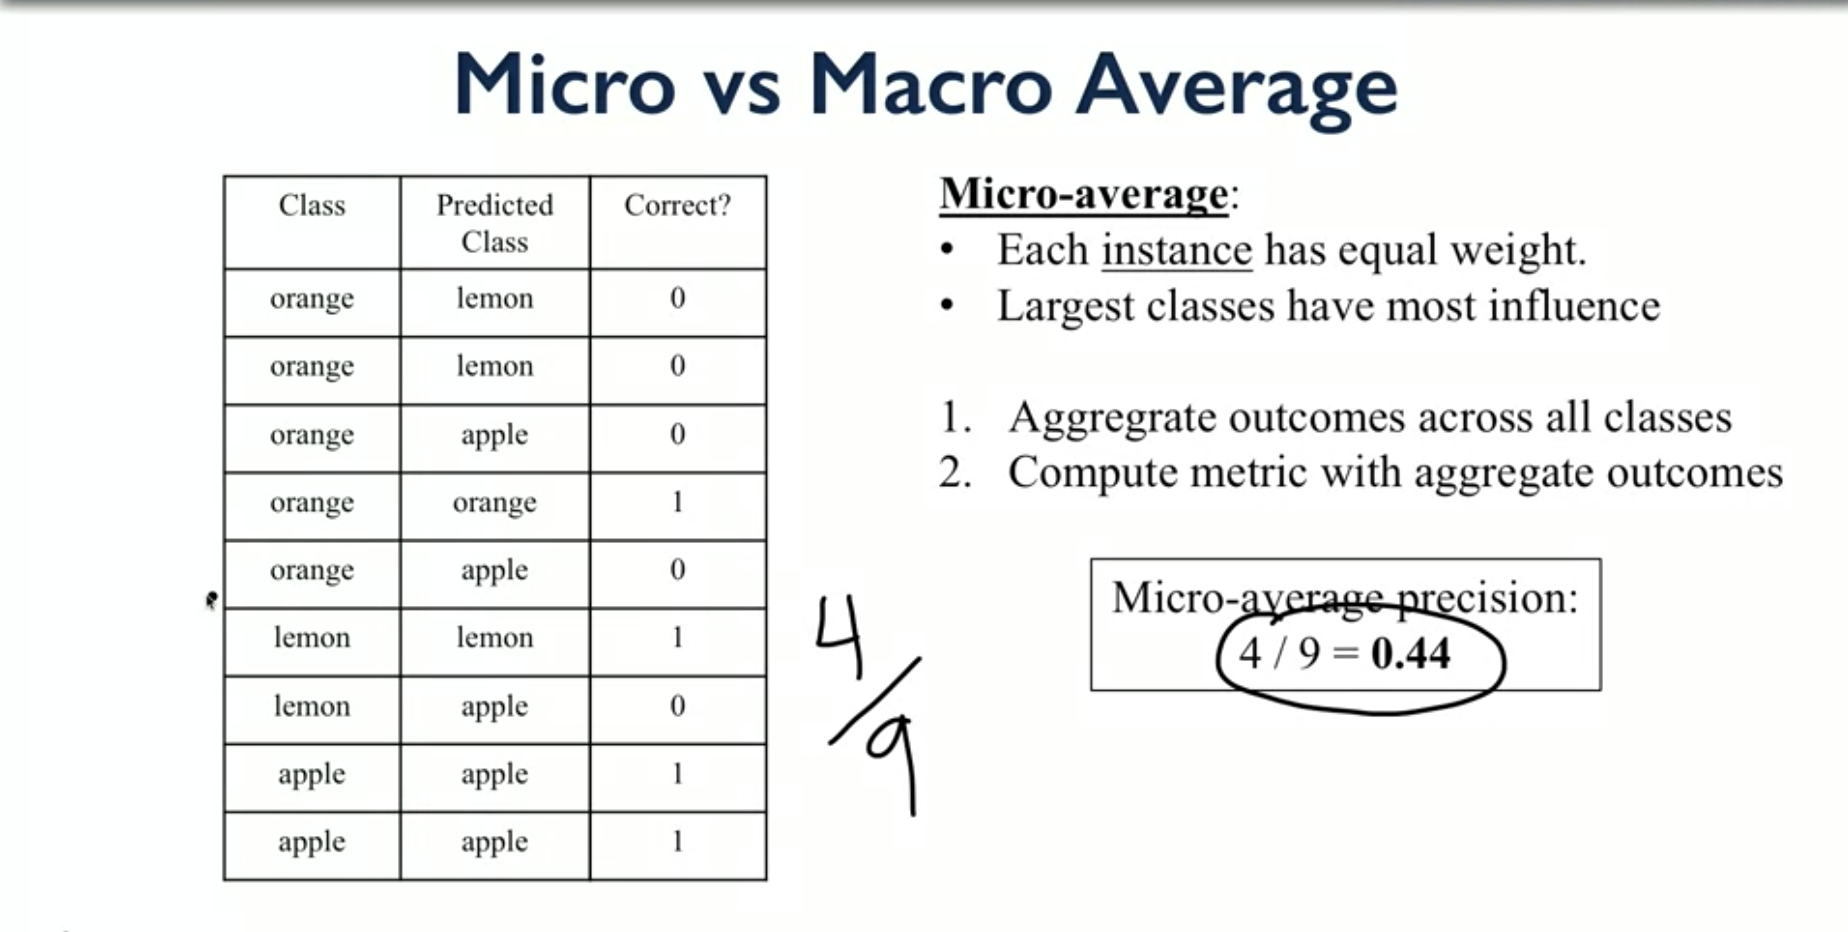 Micro vs Macro Average
Class Predicted Class Correct?
orange lemon 0
orange lemon 0
orange apple 0
orange orange 1
orange apple 0
lemon lemon 1
lemon apple 0
apple apple 1
apple apple 1
4/9
Micro-average:
• Each instance has equal weight.
• Largest classes have most influence
1. Aggregrate outcomes across all classes
2. Compute metric with aggregate outcomes
Micro-average precision:
4 / 9 = 0.44